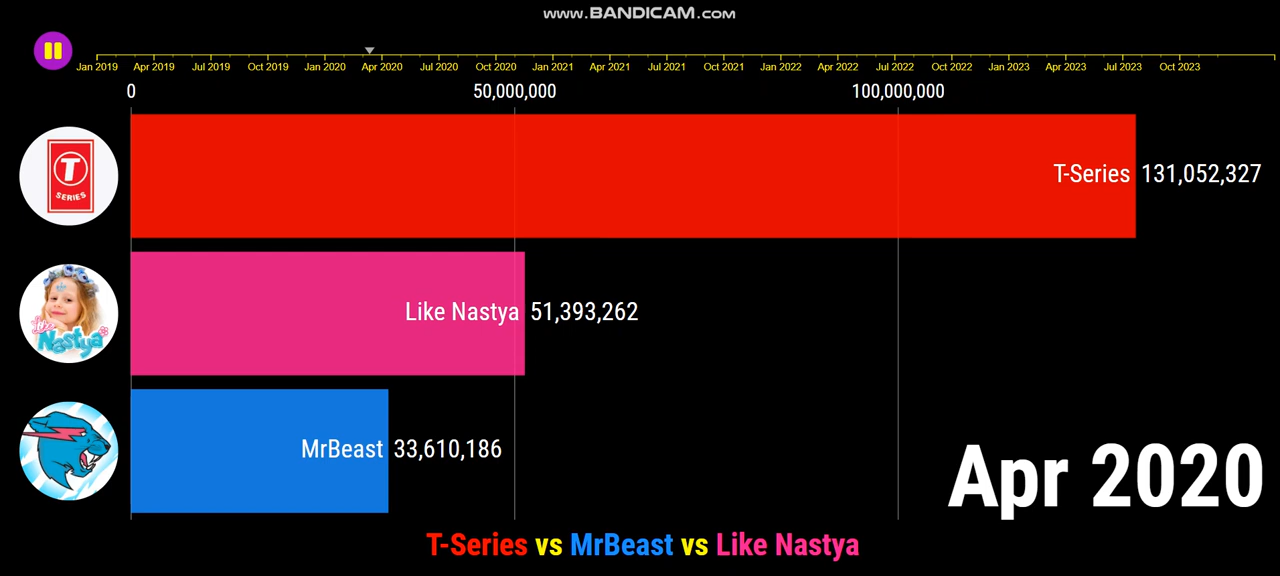 www.BANDICAM.com
Jan 2019 Apr 2019 Jul 2019 Oct 2019 Jan 2020 Apr 2020 Jul 2020 Oct 2020 Jan 2021 Apr 2021 Jul 2021 Oct 2021 Jan 2022 Apr 2022 Jul 2022 Oct 2022 Jan 2023 Apr 2023 Jul 2023 Oct 2023
0 50,000,000 100,000,000
T SERIES
T-Series 131,052,327
Like Nastya
Like Nastya 51,393,262
MrBeast 33,610,186
Apr 2020
T-Series vs MrBeast vs Like Nastya